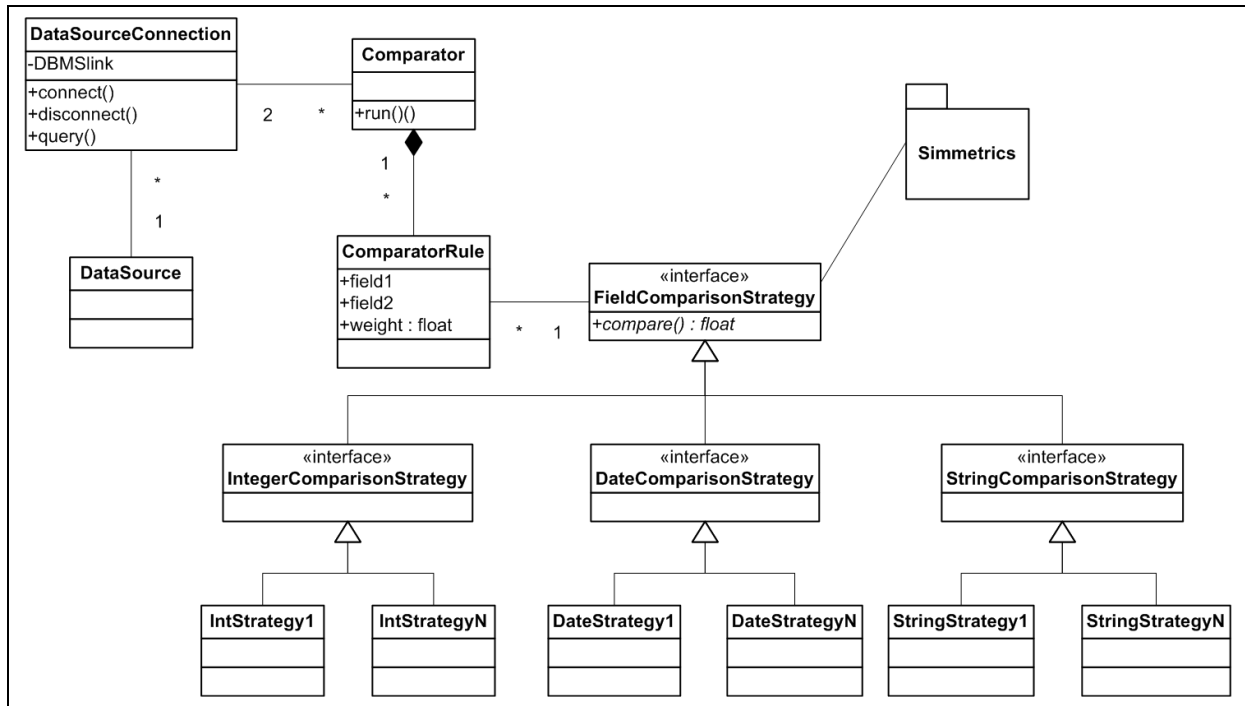 DataSourceConnection
-DBMSlink
+connect()
+disconnect()
+query()
2
*
Comparator
+run()()
1
*
*
1
DataSource
ComparatorRule
+field1
+field2
+weight : float
*
1
«interface»
FieldComparisonStrategy
+compare() : float
Simmetrics
«interface»
IntegerComparisonStrategy
«interface»
DateComparisonStrategy
«interface»
StringComparisonStrategy
IntStrategy1
IntStrategyN
DateStrategy1
DateStrategyN
StringStrategy1
StringStrategyN